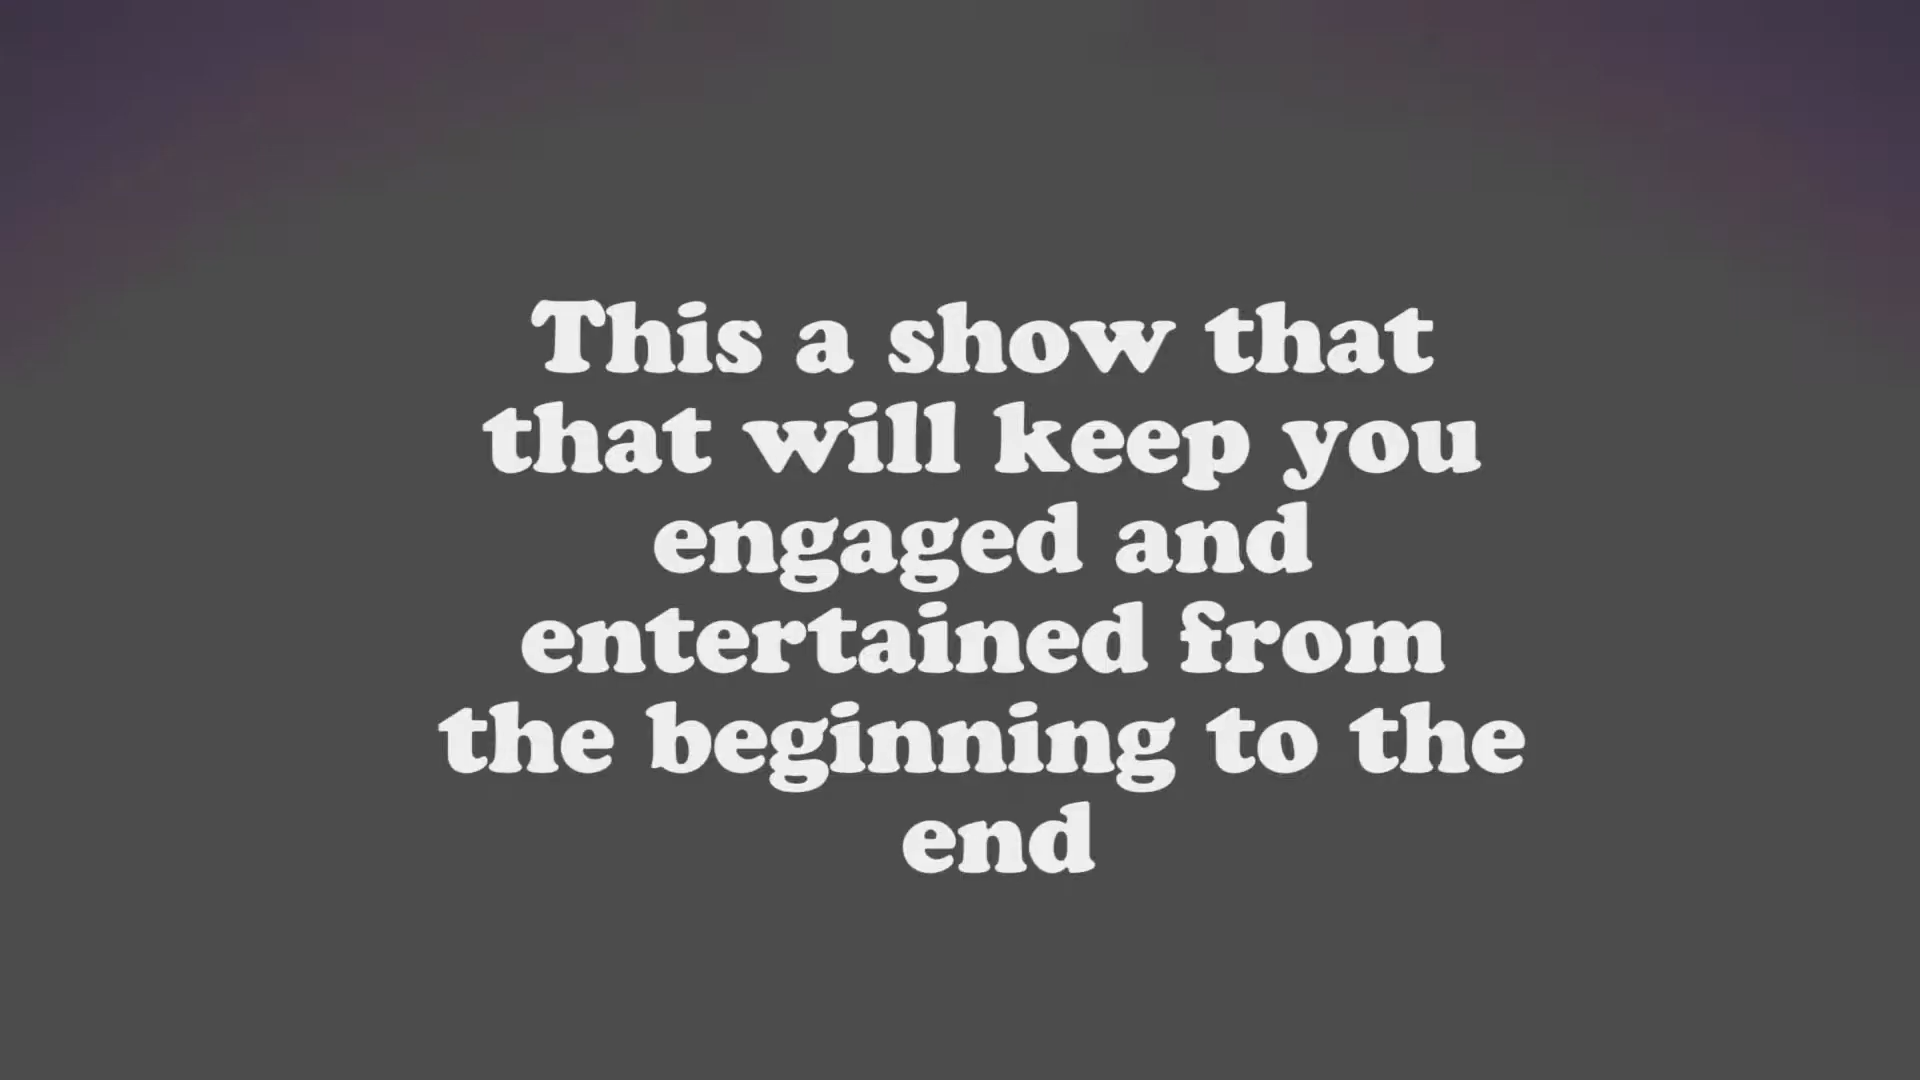 This a show that
that will keep you
engaged and
entertained from
the beginning to the
end